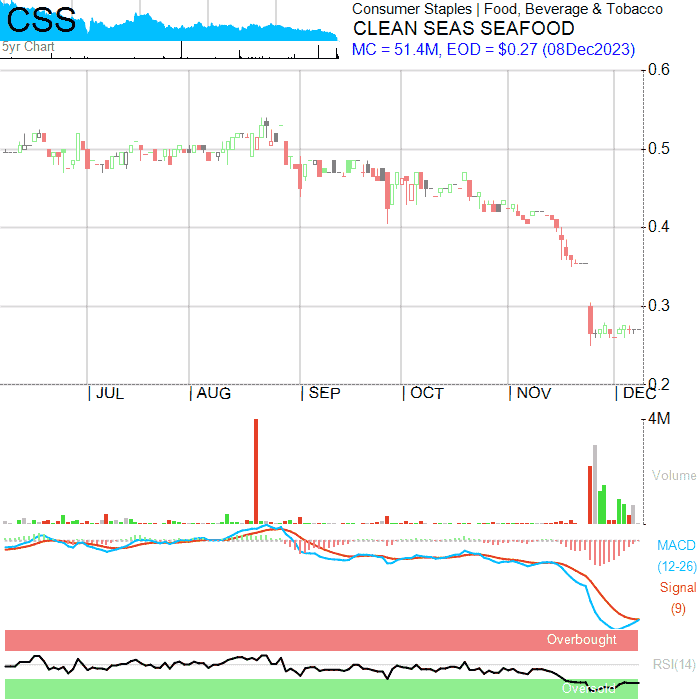 CSS
5yr Chart
Consumer Staples | Food, Beverage & Tobacco
CLEAN SEAS SEAFOOD
MC = 51.4M, EOD = $0.27 (08Dec2023)
0.6
0.5
0.4
0.3
0.2
JUL AUG SEP OCT NOV DEC
4M
Volume
MACD
(12-26)
Signal
(9)
Overbought
RSI(14)
Oversold